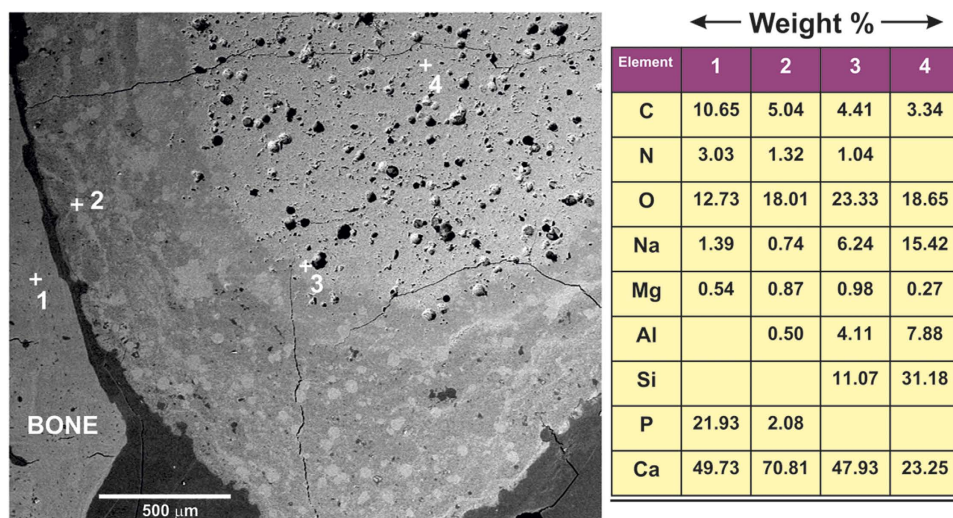 Weight %
Element 1 2 3 4
C 10.65 5.04 4.41 3.34
N 3.03 1.32 1.04
O 12.73 18.01 23.33 18.65
Na 1.39 0.74 6.24 15.42
Mg 0.54 0.87 0.98 0.27
Al 0.50 4.11 7.88
Si 11.07 31.18
P 21.93 2.08
Ca 49.73 70.81 47.93 23.25
+ 4
+ 2
+ 3
+ 1
BONE
500 μm